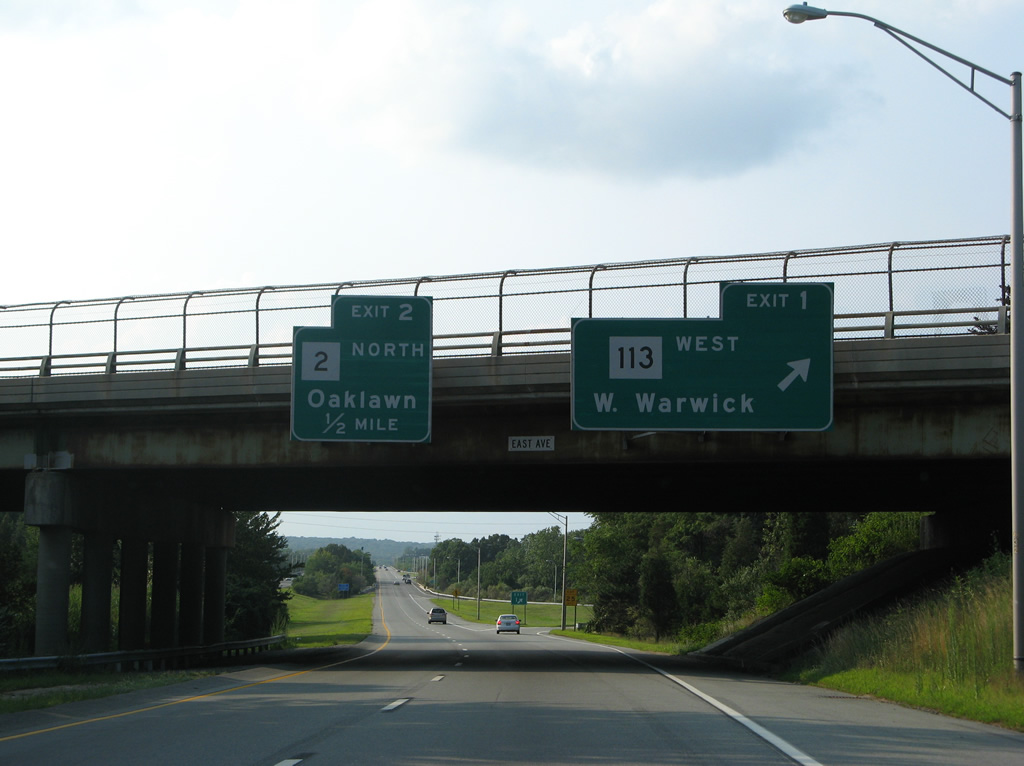 EXIT 2
2 NORTH
Oaklawn
1/2 MILE
EXIT 1
113 WEST
W. Warwick
EAST AVE